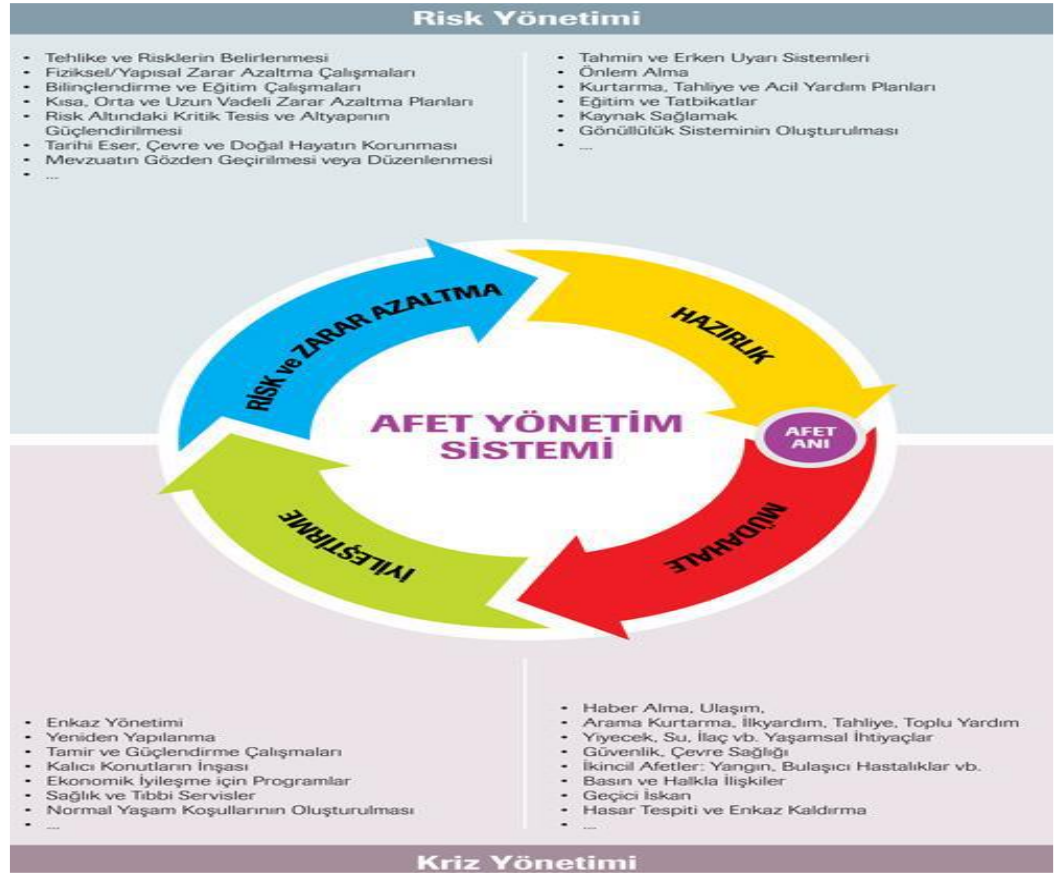 Risk Yönetimi
• Tehlike ve Risklerin Belirlenmesi
• Fiziksel/Yapısal Zarar Azaltma Çalışmaları
• Bilinçlendirme ve Eğitim Çalışmaları
• Kısa, Orta ve Uzun Vadeli Zarar Azaltma Planları
• Risk Altındaki Kritik Tesis ve Altyapının
Güçlendirilmesi
• Tarihi Eser, Çevre ve Doğal Hayatın Korunması
• Mevzuatın Gözden Geçirilmesi veya Düzenlenmesi
• ...
• Tahmin ve Erken Uyarı Sistemleri
• Önlem Alma
• Kurtarma, Tahliye ve Acil Yardım Planları
• Eğitim ve Tatbikatlar
• Kaynak Sağlamak
• Gönüllülük Sisteminin Oluşturulması
• ...
RİSK ve ZARAR AZALTMA
HAZIRLIK
AFET YÖNETİM
SİSTEMİ
AFET
ANI
İYİLEŞTİRME
MÜDAHALE
• Enkaz Yönetimi
• Yeniden Yapılanma
• Tamir ve Güçlendirme Çalışmaları
• Kalıcı Konutların İnşası
• Ekonomik İyileşme için Programlar
• Sağlık ve Tıbbi Servisler
• Normal Yaşam Koşullarının Oluşturulması
• ...
• Haber Alma, Ulaşım,
• Arama Kurtarma, İlkyardım, Tahliye, Toplu Yardım
• Yiyecek, Su, İlaç vb. Yaşamsal İhtiyaçlar
• Güvenlik, Çevre Sağlığı
• İkincil Afetler: Yangın, Bulaşıcı Hastalıklar vb.
• Basın ve Halkla İlişkiler
• Geçici İskan
• Hasar Tespiti ve Enkaz Kaldırma
• ...
Kriz Yönetimi